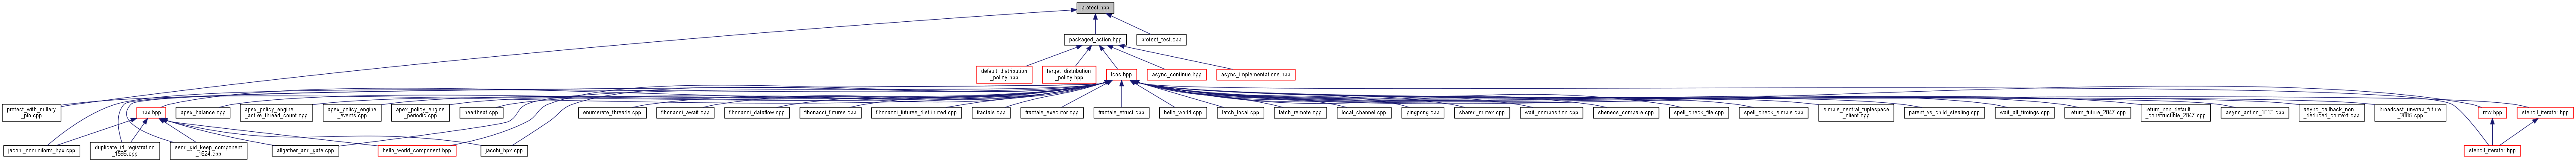 protect.hpp
packaged_action.hpp
protect_test.cpp
default_distribution
_policy.hpp
target_distribution
_policy.hpp
lcos.hpp
async_continue.hpp
async_implementations.hpp
protect_with_nullary
_pfo.cpp
hpx.hpp
apex_balance.cpp
apex_policy_engine
_active_thread_count.cpp
apex_policy_engine
_events.cpp
apex_policy_engine
_periodic.cpp
heartbeat.cpp
enumerate_threads.cpp
fibonacci_await.cpp
fibonacci_dataflow.cpp
fibonacci_futures.cpp
fibonacci_futures_distributed.cpp
fractals.cpp
fractals_executor.cpp
fractals_struct.cpp
hello_world.cpp
latch_local.cpp
latch_remote.cpp
local_channel.cpp
pingpong.cpp
shared_mutex.cpp
wait_composition.cpp
sheneos_compare.cpp
spell_check_file.cpp
spell_check_simple.cpp
simple_central_tuplespace
_client.cpp
parent_vs_child_stealing.cpp
wait_all_timings.cpp
return_future_2847.cpp
return_non_default
_constructible_2847.cpp
async_action_1813.cpp
async_callback_non
_deduced_context.cpp
broadcast_unwrap_future
_2885.cpp
row.hpp
stencil_iterator.hpp
jacobi_nonuniform_hpx.cpp
duplicate_id_registration
_1596.cpp
send_gid_keep_component
_1624.cpp
allgather_and_gate.cpp
hello_world_component.hpp
jacobi_hpx.cpp
stencil_iterator.hpp